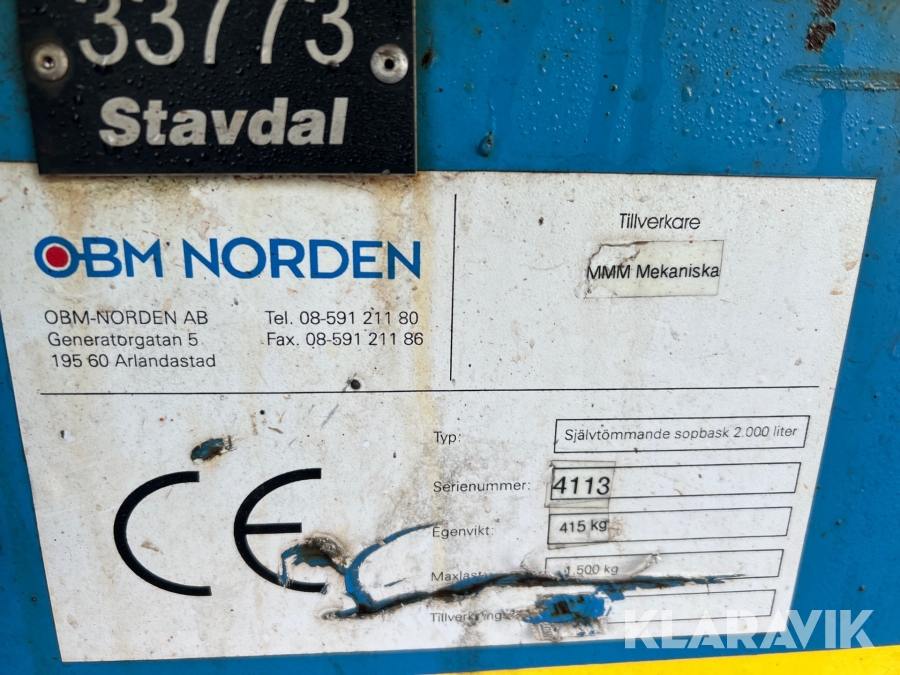 33773
Stavdal
OBM NORDEN
OBM-NORDEN AB
Generatorgatan 5
195 60 Arlandastad
Tel. 08-591 211 80
Fax. 08-591 211 86
Tillverkare
MMM Mekaniska
CE
Typ: Självtömmande sopbask 2.000 liter
Serienummer: 4113
Egenvikt: 415 kg
Maxlast 1.500 kg
Tillverkning
KLARAVIK